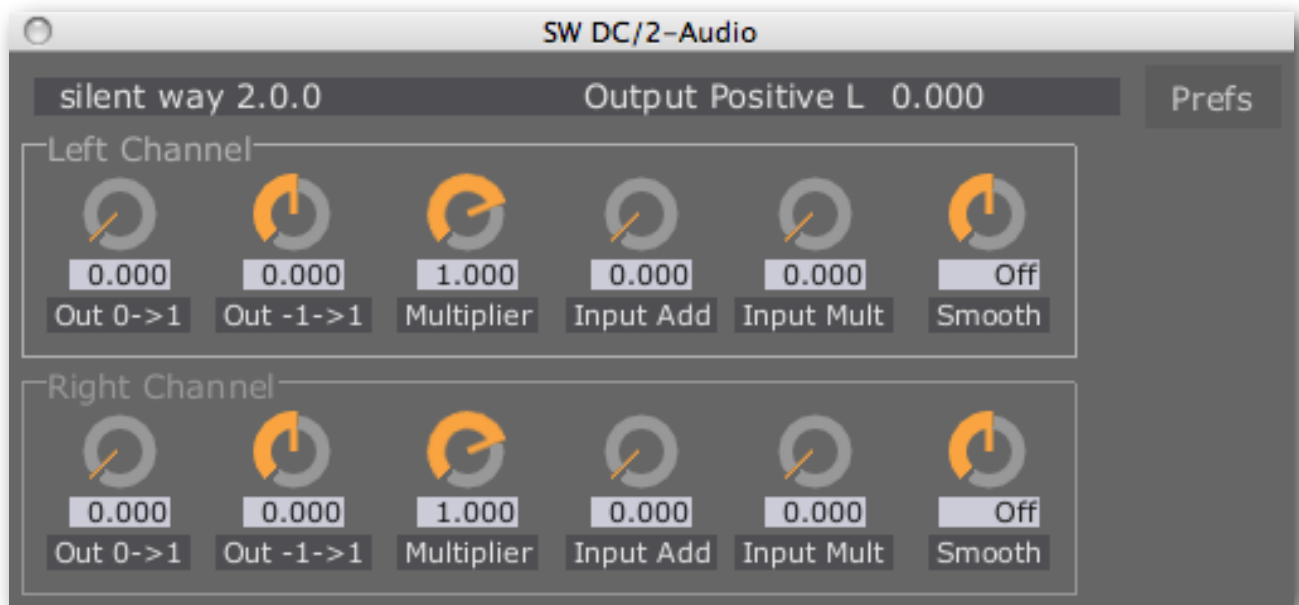 SW DC/2-Audio
silent way 2.0.0 Output Positive L 0.000 Prefs
Left Channel
0.000 0.000 1.000 0.000 0.000 Off
Out 0->1 Out -1->1 Multiplier Input Add Input Mult Smooth
Right Channel
0.000 0.000 1.000 0.000 0.000 Off
Out 0->1 Out -1->1 Multiplier Input Add Input Mult Smooth